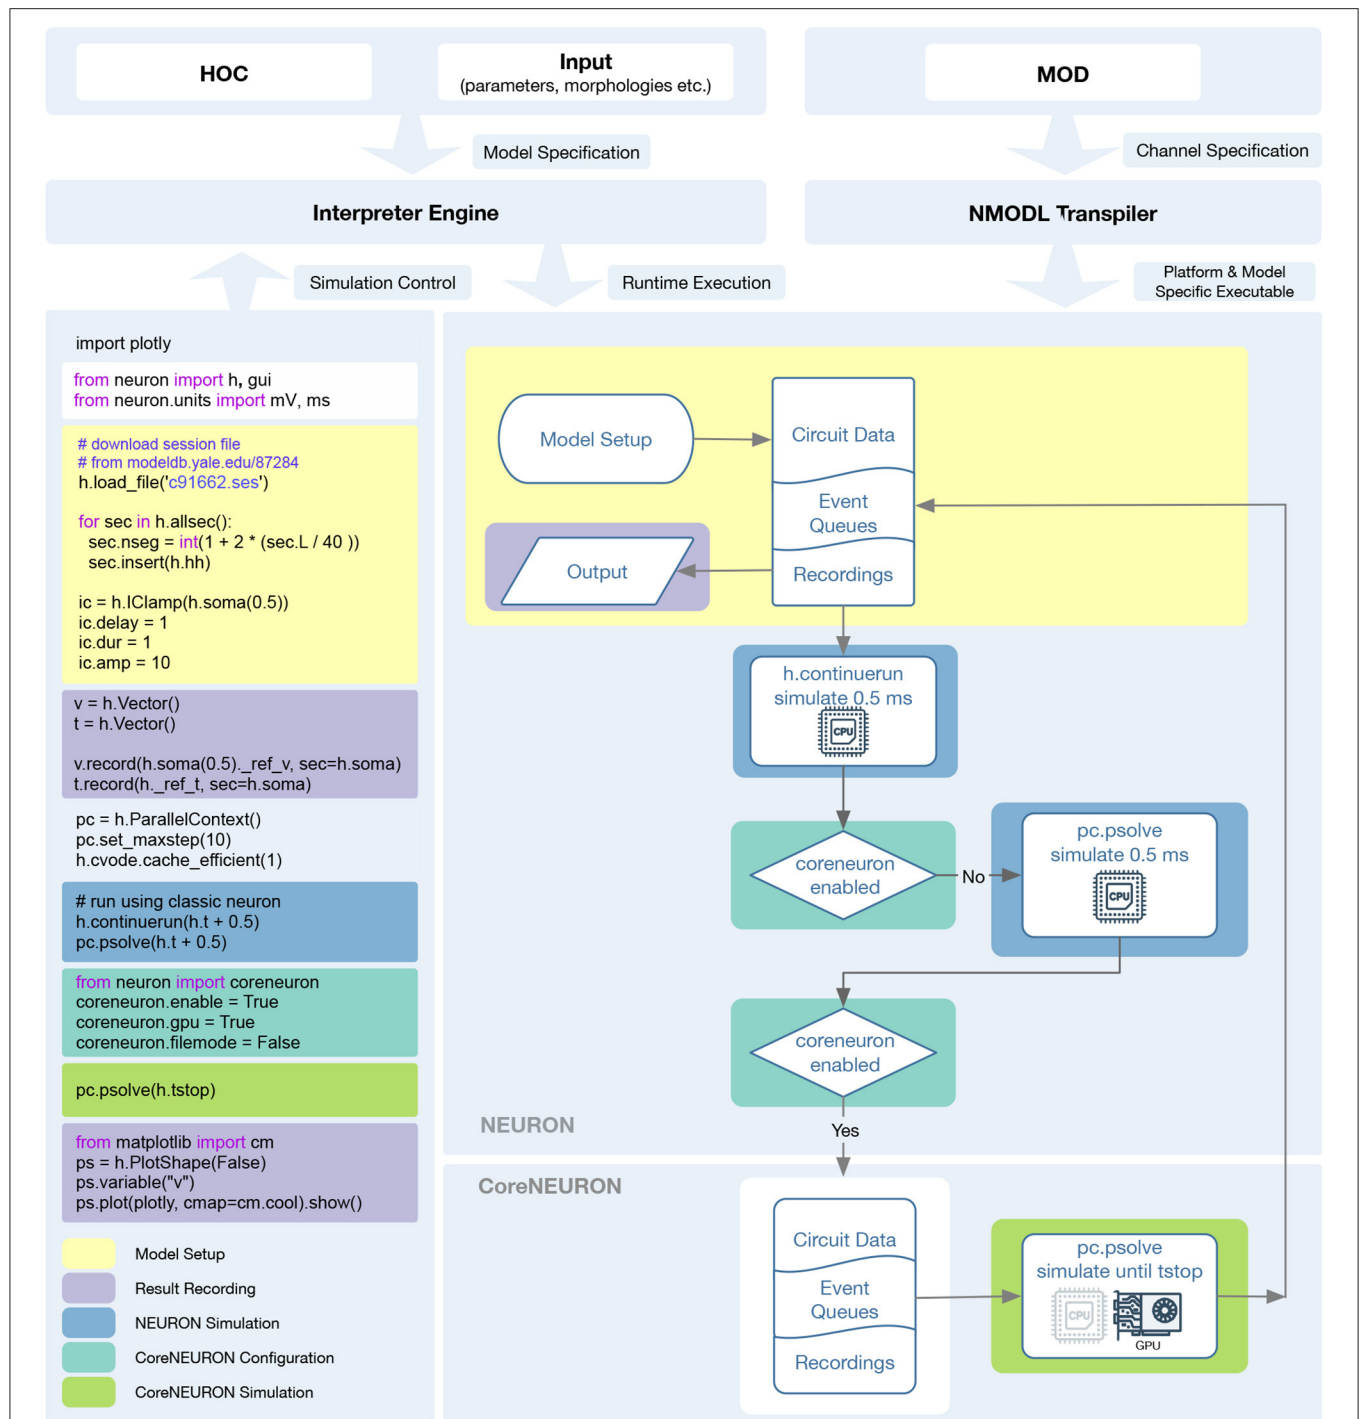 HOC
Input
(parameters, morphologies etc.)
MOD
Model Specification
Channel Specification
Interpreter Engine
NMODL Transpiler
Simulation Control
Runtime Execution
Platform & Model
Specific Executable
import plotly
from neuron import h, gui
from neuron.units import mV, ms
# download session file
# from modeldb.yale.edu/87284
h.load_file('c91662.ses')
for sec in h.allsec():
sec.nseg = int(1 + 2 * (sec.L / 40 ))
sec.insert(h.hh)
ic = h.IClamp(h.soma(0.5))
ic.delay = 1
ic.dur = 1
ic.amp = 10
v = h.Vector()
t = h.Vector()
v.record(h.soma(0.5)._ref_v, sec=h.soma)
t.record(h._ref_t, sec=h.soma)
pc = h.ParallelContext()
pc.set_maxstep(10)
h.cvode.cache_efficient(1)
# run using classic neuron
h.continuerun(h.t + 0.5)
pc.psolve(h.t + 0.5)
from neuron import coreneuron
coreneuron.enable = True
coreneuron.gpu = True
coreneuron.filemode = False
pc.psolve(h.tstop)
from matplotlib import cm
ps = h.PlotShape(False)
ps.variable("v")
ps.plot(plotly, cmap=cm.cool).show()
Model Setup
Result Recording
NEURON Simulation
CoreNEURON Configuration
CoreNEURON Simulation
Model Setup
Circuit Data
Event
Queues
Recordings
Output
h.continuerun
simulate 0.5 ms
CPU
coreneuron
enabled
No
pc.psolve
simulate 0.5 ms
CPU
coreneuron
enabled
NEURON
Yes
CoreNEURON
Circuit Data
Event
Queues
Recordings
pc.psolve
simulate until tstop
CPU
GPU